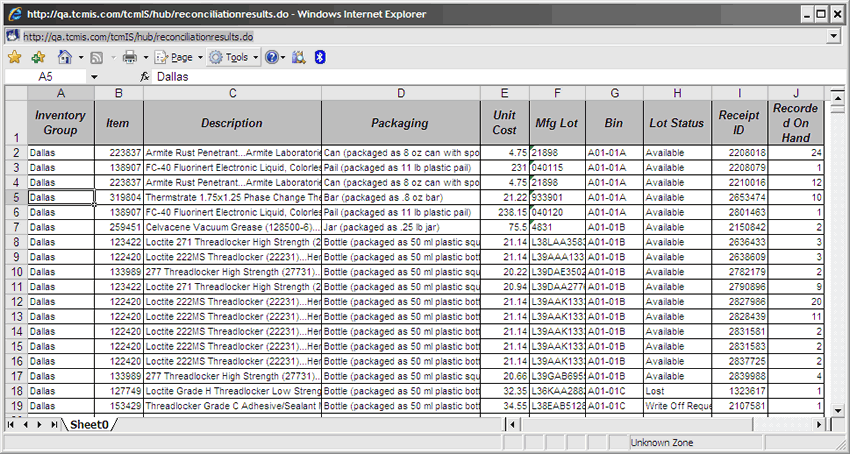 http://qa.tcmis.com/tcmIS/hub/reconciliationresults.do - Windows Internet Explorer
http://qa.tcmis.com/tcmIS/hub/reconciliationresults.do
Page Tools
A5 fx Dallas
A B C D E F G H I J
1 Inventory Group Item Description Packaging Unit Cost Mfg Lot Bin Lot Status Receipt ID Recorde d On Hand
2 Dallas 223837 Armite Rust Penetrant...Armite Laboratorie Can (packaged as 8 oz can with spo 4.75 21898 A01-01A Available 2208018 24
3 Dallas 138907 FC-40 Fluorinert Electronic Liquid, Colorles Pail (packaged as 11 lb plastic pail) 231 040115 A01-01A Available 2208079 1
4 Dallas 223837 Armite Rust Penetrant...Armite Laboratorie Can (packaged as 8 oz can with spo 4.75 21898 A01-01A Available 2210016 12
5 Dallas 319804 Thermstrate 1.75x1.25 Phase Change The Bar (packaged as .8 oz bar) 21.22 933901 A01-01A Available 2653474 10
6 Dallas 138907 FC-40 Fluorinert Electronic Liquid, Colorles Pail (packaged as 11 lb plastic pail) 238.15 040120 A01-01A Available 2801463 1
7 Dallas 259451 Celvacene Vacuum Grease (128500-6)... Jar (packaged as .25 lb jar) 75.5 4831 A01-01B Available 2150842 2
8 Dallas 123422 Loctite 271 Threadlocker High Strength (2 Bottle (packaged as 50 ml plastic squ 21.14 L38LAA3583 A01-01B Available 2636433 3
9 Dallas 122420 Loctite 222MS Threadlocker (22231)...Her Bottle (packaged as 50 ml plastic bott 21.14 L39AAA133 A01-01B Available 2638609 3
10 Dallas 133989 277 Threadlocker High Strength (27731)... Bottle (packaged as 50 ml plastic squ 20.22 L39DAE3502 A01-01B Available 2782179 2
11 Dallas 123422 Loctite 271 Threadlocker High Strength (2 Bottle (packaged as 50 ml plastic squ 20.94 L39DAA2776 A01-01B Available 2790896 9
12 Dallas 122420 Loctite 222MS Threadlocker (22231)...Her Bottle (packaged as 50 ml plastic bott 21.14 L39AAK1333 A01-01B Available 2827986 20
13 Dallas 122420 Loctite 222MS Threadlocker (22231)...Her Bottle (packaged as 50 ml plastic bott 21.14 L39AAK1333 A01-01B Available 2828439 11
14 Dallas 122420 Loctite 222MS Threadlocker (22231)...Her Bottle (packaged as 50 ml plastic bott 21.14 L39AAK1333 A01-01B Available 2831581 2
15 Dallas 122420 Loctite 222MS Threadlocker (22231)...Her Bottle (packaged as 50 ml plastic bott 21.14 L39AAK1333 A01-01B Available 2831583 2
16 Dallas 122420 Loctite 222MS Threadlocker (22231)...Her Bottle (packaged as 50 ml plastic bott 21.14 L39AAK1333 A01-01B Available 2837725 2
17 Dallas 133989 277 Threadlocker High Strength (27731)... Bottle (packaged as 50 ml plastic squ 20.66 L39GAB695 A01-01B Available 2839988 4
18 Dallas 127749 Loctite Grade H Threadlocker Low Streng Bottle (packaged as 50 ml plastic bott 32.35 L36KAA2882 A01-01C Lost 1323617 1
19 Dallas 153429 Threadlocker Grade C Adhesive/Sealant Bottle (packaged as 50 ml plastic bott 34.55 L38EAB5128 A01-01C Write Off Reque 2107581 1
Sheet0
Unknown Zone